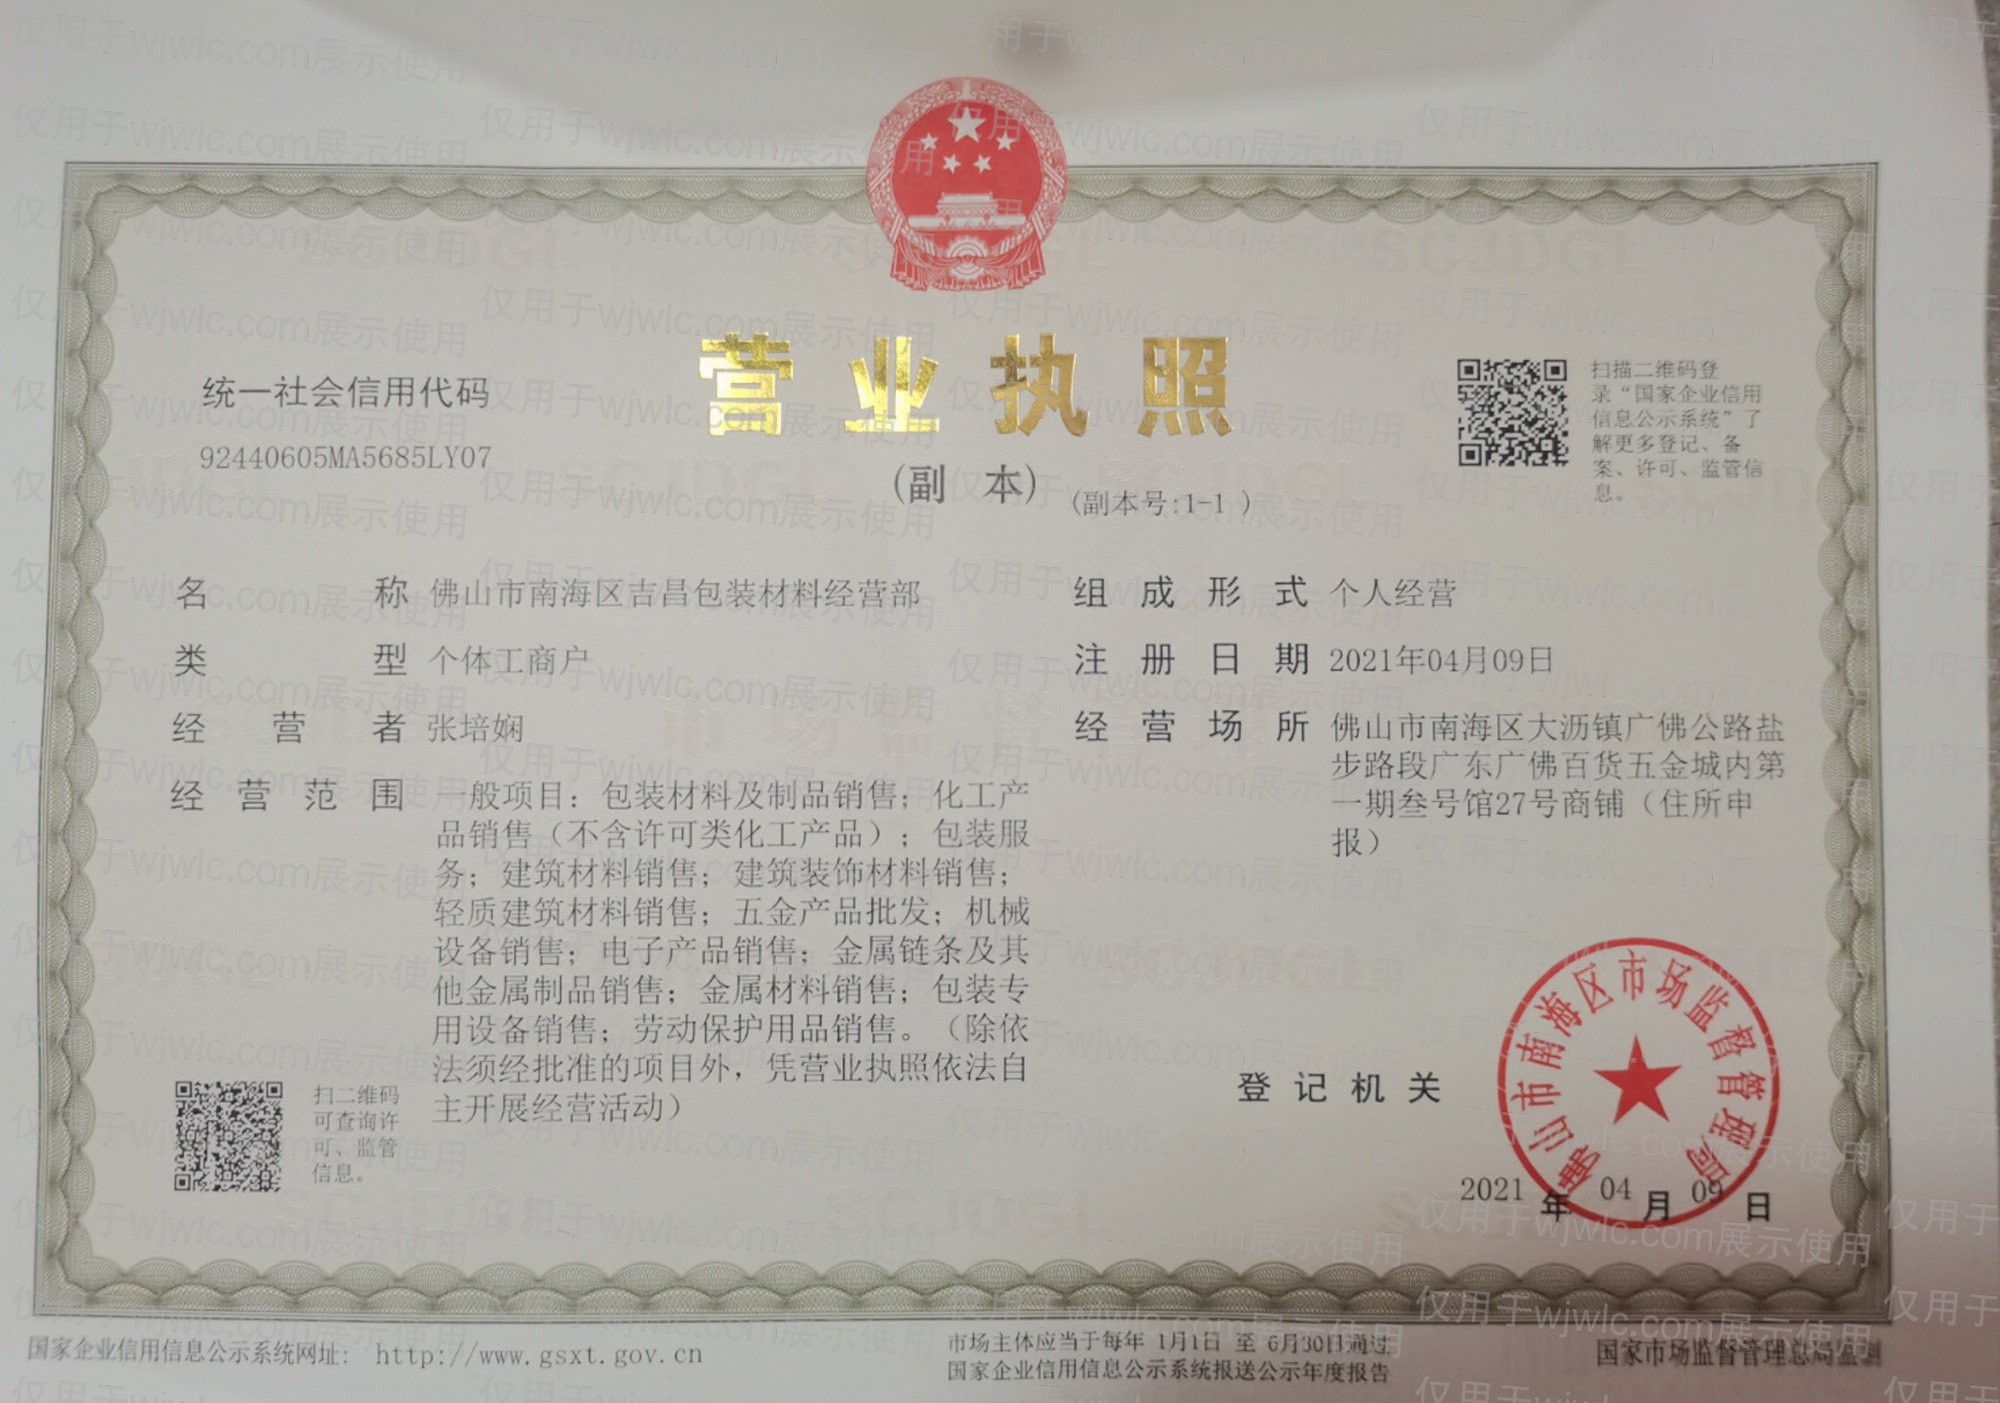 统一社会信用代码
92440605MA5685LY07
营业执照
(副 本) (副本号:1-1 )
扫描二维码登
录“国家企业信用
信息公示系统”了
解更多登记、备
案、许可、监管信
息。
名 称 佛山市南海区吉昌包装材料经营部
类 型 个体工商户
经 营 者 张培娴
经 营 范 围 一般项目：包装材料及制品销售；化工产
品销售（不含许可类化工产品）；包装服
务；建筑材料销售；建筑装饰材料销售；
轻质建筑材料销售；五金产品批发；机械
设备销售；电子产品销售；金属链条及其
他金属制品销售；金属材料销售；包装专
用设备销售；劳动保护用品销售。（除依
法须经批准的项目外，凭营业执照依法自
主开展经营活动）
组 成 形 式 个人经营
注 册 日 期 2021年04月09日
经 营 场 所 佛山市南海区大沥镇广佛公路盐
步路段广东广佛百货五金城内第
一期叁号馆27号商铺（住所申
报）
扫二维码
可查询许
可、监管
信息。
登 记 机 关
佛山市南海区市场监督管理局
2021 年 04 月 09 日
国家企业信用信息公示系统网址: http://www.gsxt.gov.cn
市场主体应当于每年 1月1日 至 6月30日通过
国家企业信用信息公示系统报送公示年度报告
国家市场监督管理总局监制
仅用于wjwlc.com展示使用